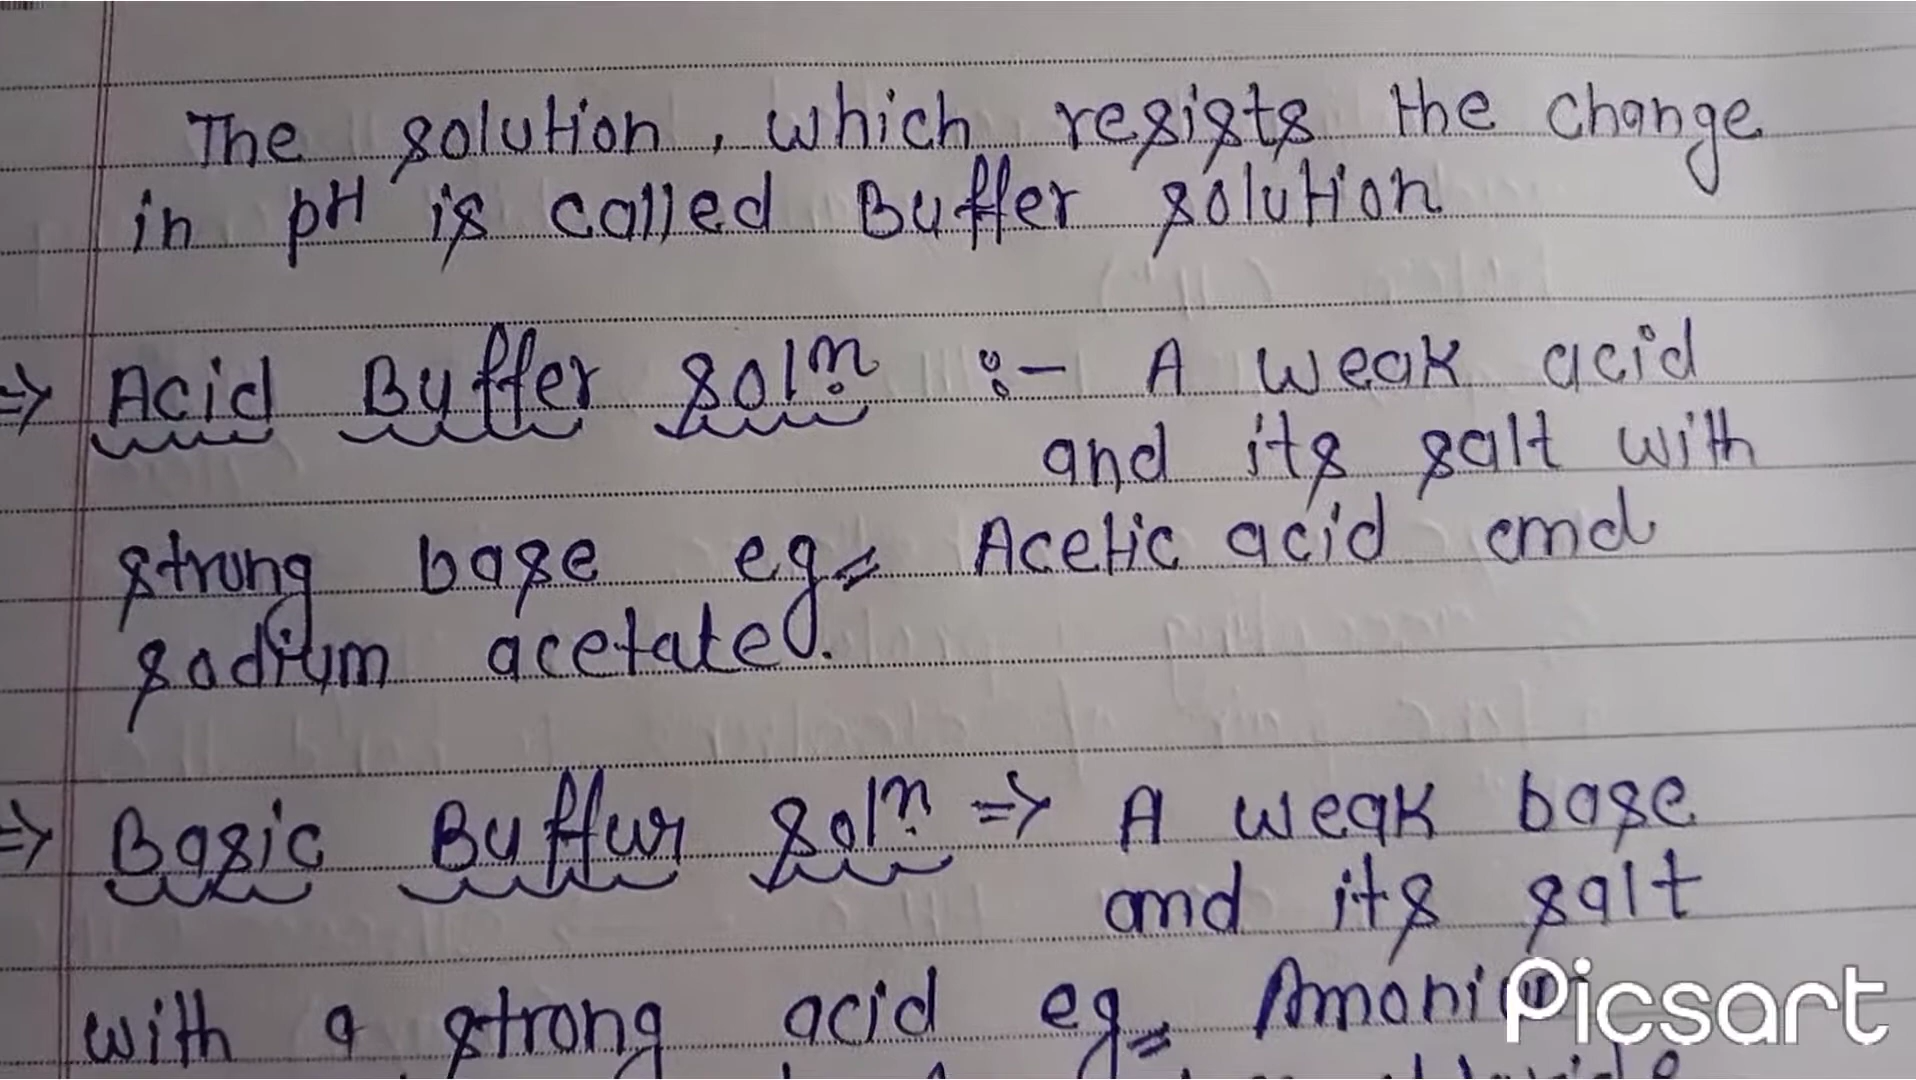 The solution, which resists the change
in pH is called Buffer solution
⇒ Acid Buffer solⁿ :- A weak acid
and its salt with
strong base eg= Acetic acid and
sodium acetate.
⇒ Basic Buffur solⁿ ⇒ A weak base
and its salt
with a strong acid eg= 
Picsart